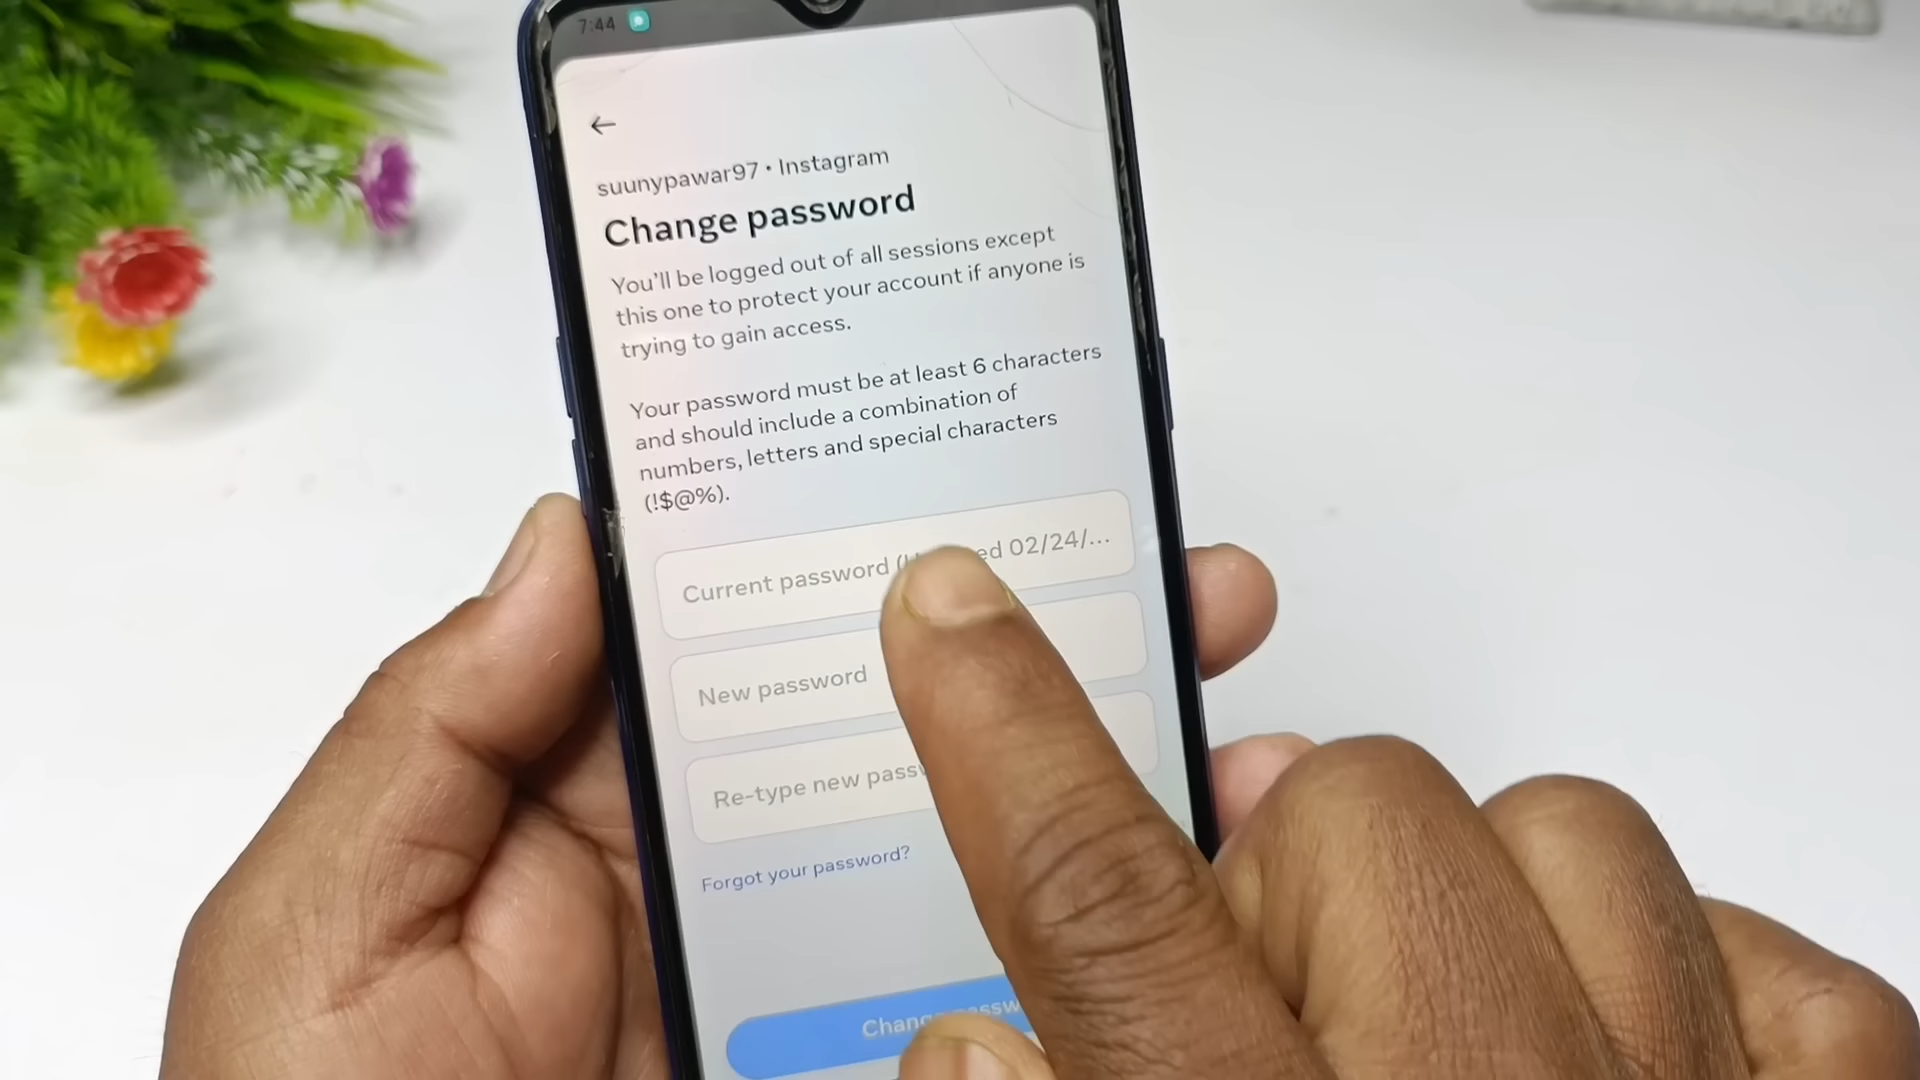 7:44
suunypawar97 • Instagram
Change password
You'll be logged out of all sessions except
this one to protect your account if anyone is
trying to gain access.
Your password must be at least 6 characters
and should include a combination of
numbers, letters and special characters
(!$@%).
Current password 02/24/...
New password
Re-type new
Forgot your password?